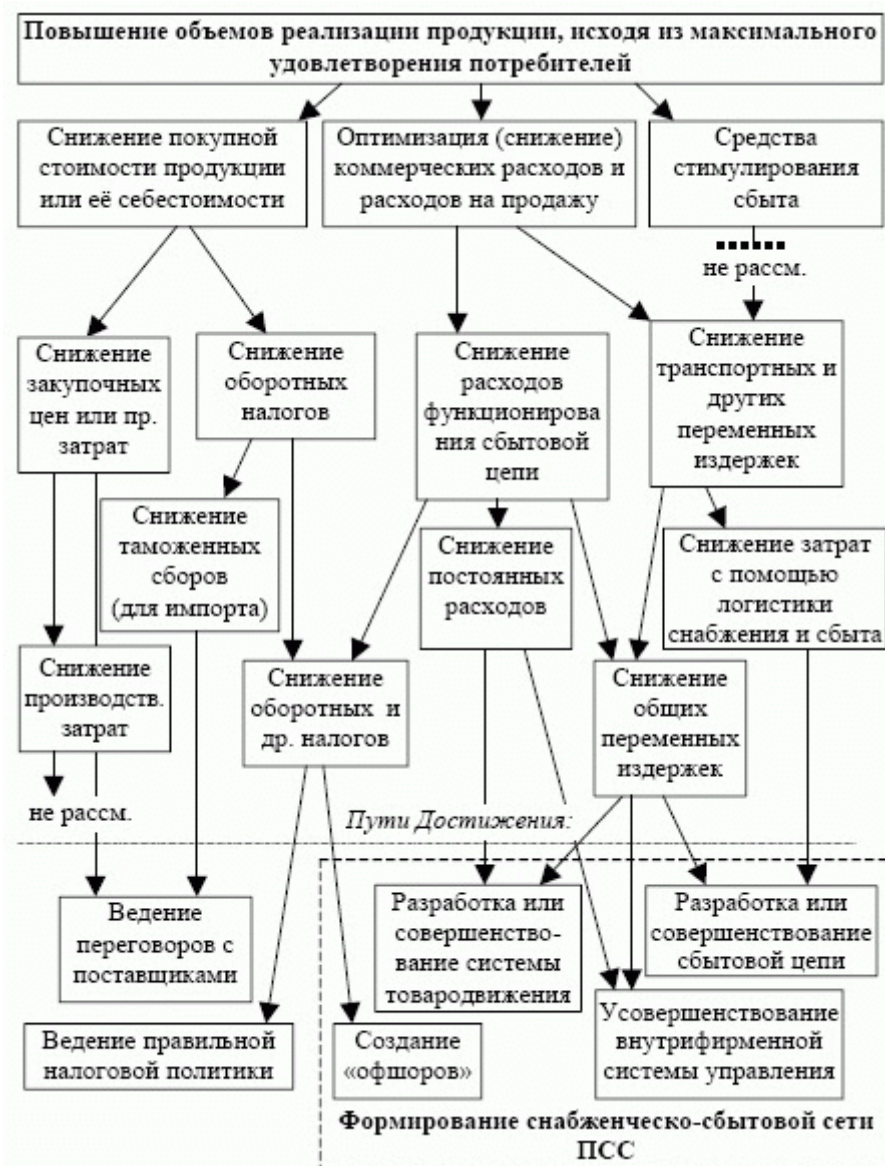 Повышение объемов реализации продукции, исходя из максимального
удовлетворения потребителей
Снижение покупной
стоимости продукции
или её себестоимости
Оптимизация (снижение)
коммерческих расходов и
расходов на продажу
Средства
стимулирования
сбыта
не рассм.
Снижение
закупочных
цен или пр.
затрат
Снижение
оборотных
налогов
Снижение
расходов
функционирова
ния сбытовой
цепи
Снижение
транспортных и
других
переменных
издержек
Снижение
таможенных
сборов
(для импорта)
Снижение
постоянных
расходов
Снижение затрат
с помощью
логистики
снабжения и сбыта
Снижение
производств.
затрат
Снижение
оборотных и
др. налогов
Снижение
общих
переменных
издержек
не рассм.
Пути Достижения:
Ведение
переговоров с
поставщиками
Разработка или
совершенство-
вание системы
товародвижения
Разработка или
совершенствование
сбытовой цепи
Ведение правильной
налоговой политики
Создание
«офшоров»
Усовершенствование
внутрифирменной
системы управления
Формирование снабженческо-сбытовой сети
ПСС